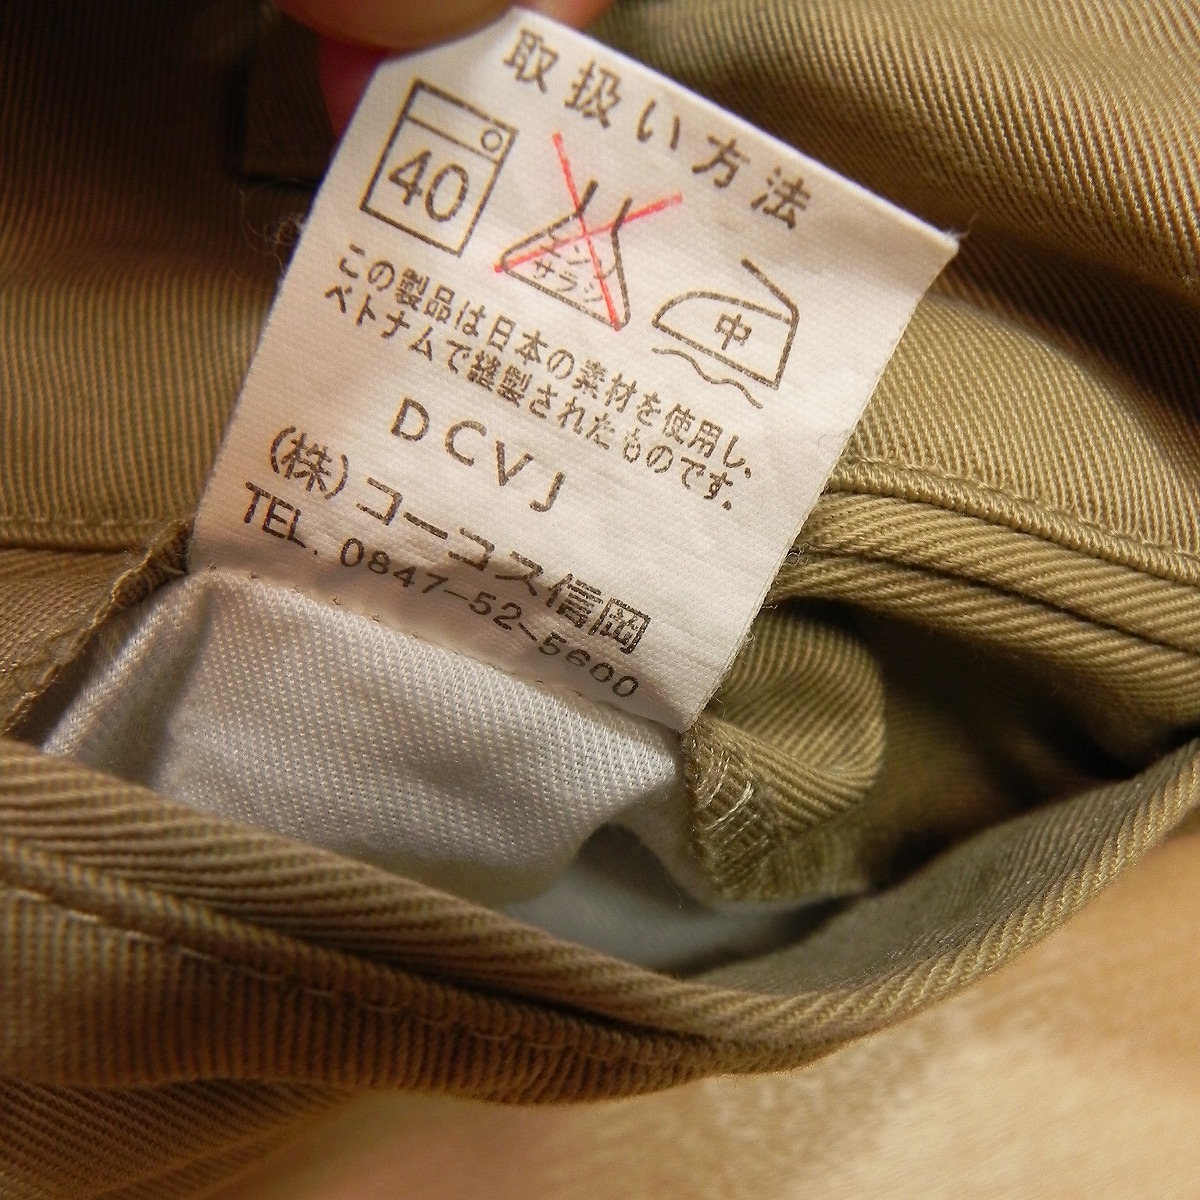 取扱い方法
40
エンソ
サラシ
中
この製品は日本の素材を使用し、
ベトナムで縫製されたものです。
DCVJ
(株)コーコス信岡
TEL. 0847-52-5600